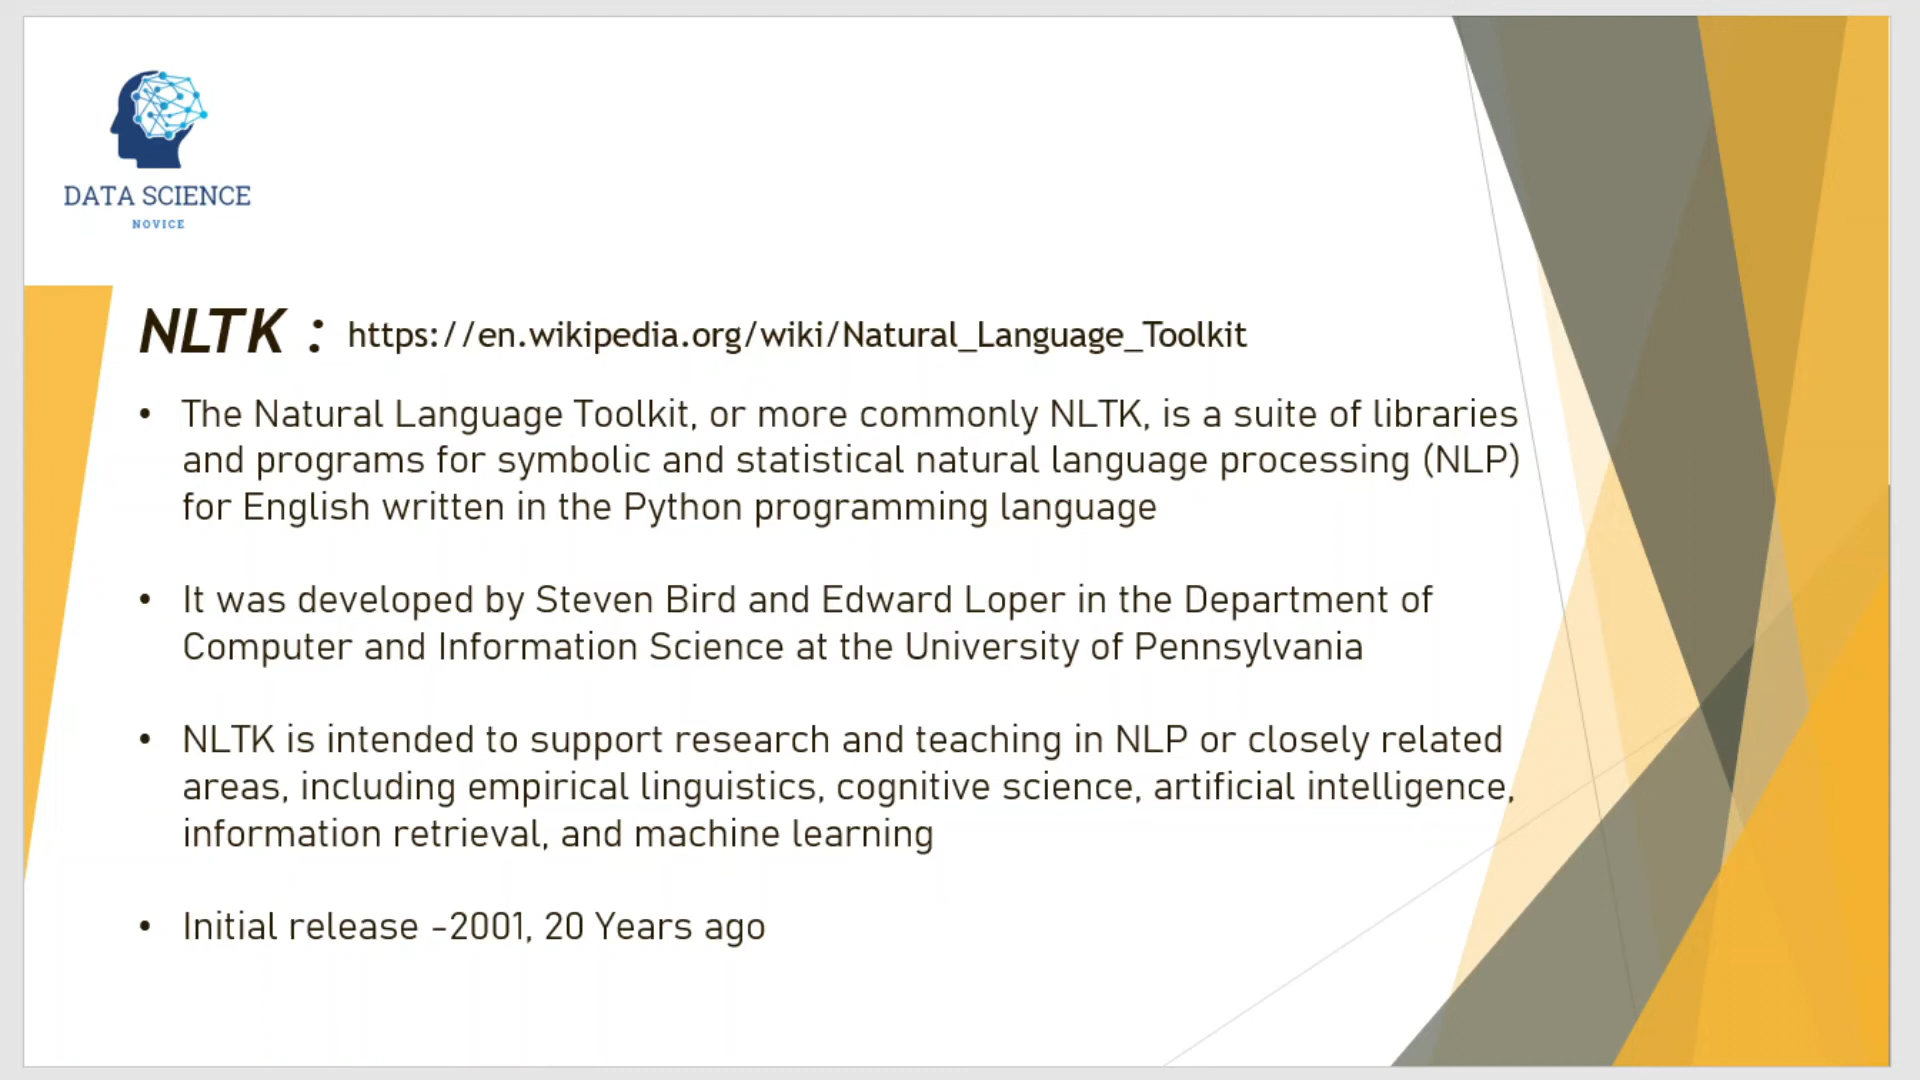 DATA SCIENCE
NOVICE
NLTK : https://en.wikipedia.org/wiki/Natural_Language_Toolkit
• The Natural Language Toolkit, or more commonly NLTK, is a suite of libraries
and programs for symbolic and statistical natural language processing (NLP)
for English written in the Python programming language
• It was developed by Steven Bird and Edward Loper in the Department of
Computer and Information Science at the University of Pennsylvania
• NLTK is intended to support research and teaching in NLP or closely related
areas, including empirical linguistics, cognitive science, artificial intelligence,
information retrieval, and machine learning
• Initial release -2001, 20 Years ago